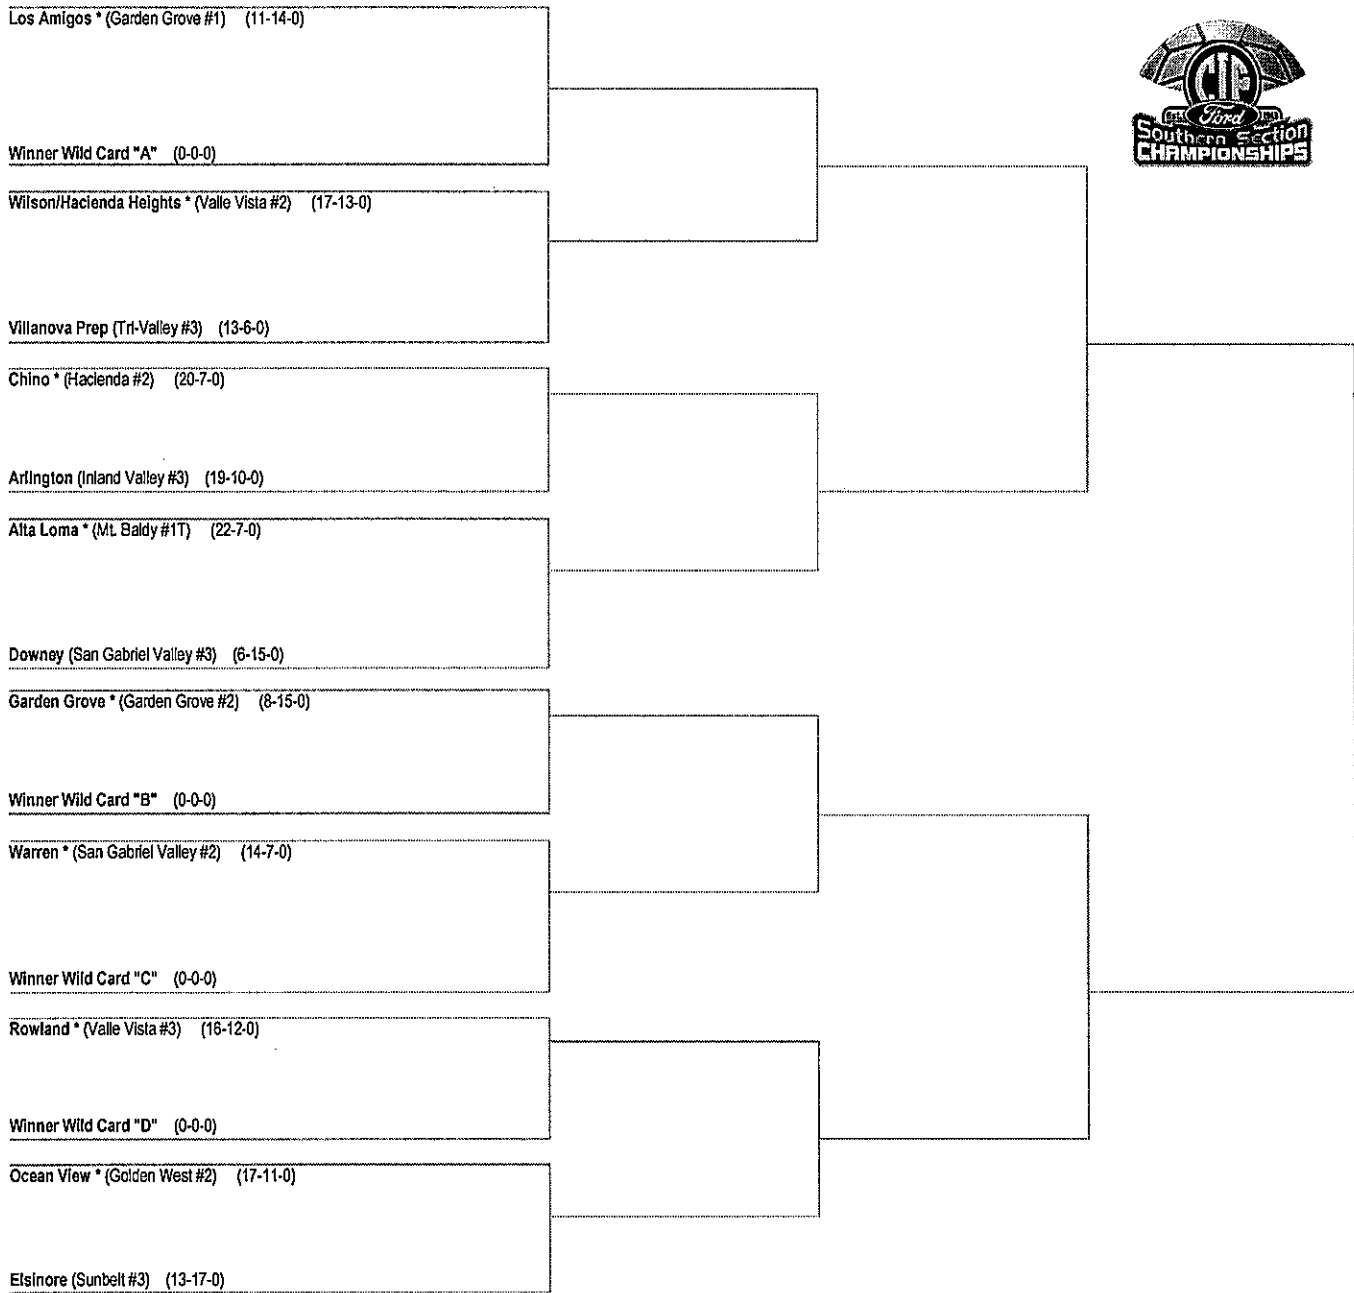 Los Amigos * (Garden Grove #1) (11-14-0)
CIF
Ford
Southern Section
CHAMPIONSHIPS
Winner Wild Card "A" (0-0-0)
Wilson/Hacienda Heights * (Valle Vista #2) (17-13-0)
Villanova Prep (Tri-Valley #3) (13-6-0)
Chino * (Hacienda #2) (20-7-0)
Arlington (Inland Valley #3) (19-10-0)
Alta Loma * (Mt. Baldy #1T) (22-7-0)
Downey (San Gabriel Valley #3) (6-15-0)
Garden Grove * (Garden Grove #2) (8-15-0)
Winner Wild Card "B" (0-0-0)
Warren * (San Gabriel Valley #2) (14-7-0)
Winner Wild Card "C" (0-0-0)
Rowland * (Valle Vista #3) (16-12-0)
Winner Wild Card "D" (0-0-0)
Ocean View * (Golden West #2) (17-11-0)
Elsinore (Sunbelt #3) (13-17-0)